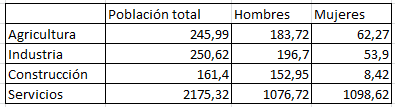 Población total Hombres Mujeres
Agricultura 245,99 183,72 62,27
Industria 250,62 196,7 53,9
Construcción 161,4 152,95 8,42
Servicios 2175,32 1076,72 1098,62